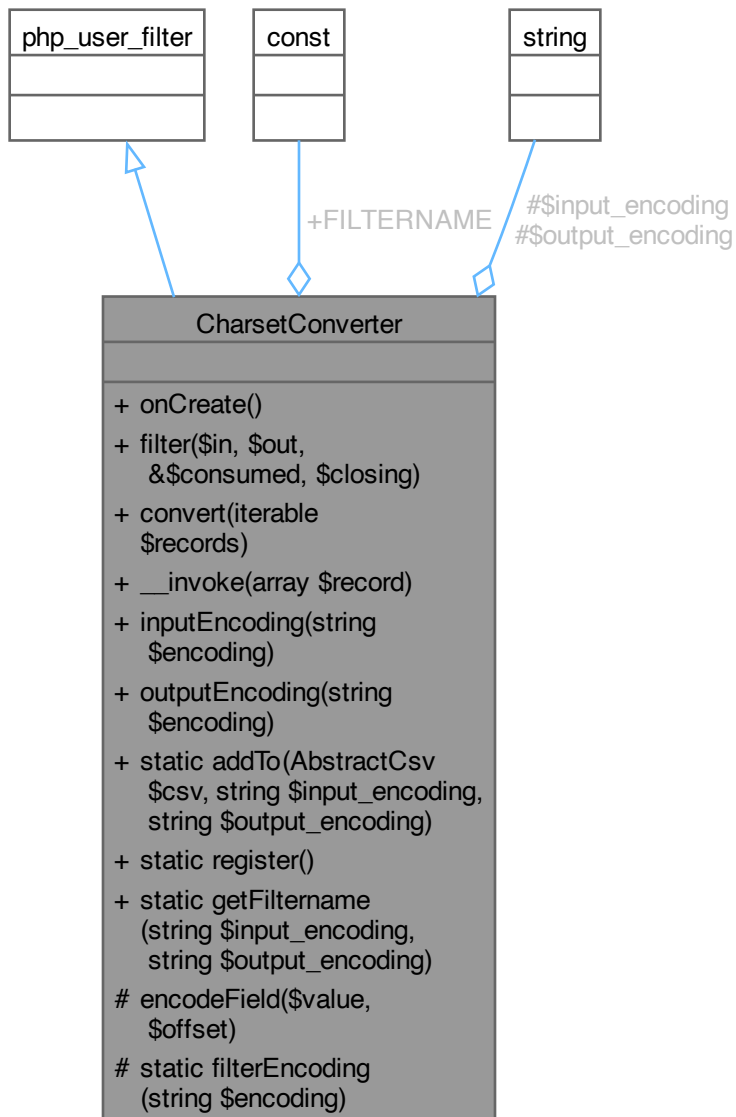 php_user_filter
const
string
+FILTERNAME
#$input_encoding
#$output_encoding
CharsetConverter
+ onCreate()
+ filter($in, $out,
&$consumed, $closing)
+ convert(iterable
$records)
+ __invoke(array $record)
+ inputEncoding(string
$encoding)
+ outputEncoding(string
$encoding)
+ static addTo(AbstractCsv
$csv, string $input_encoding,
string $output_encoding)
+ static register()
+ static getFiltername
(string $input_encoding,
string $output_encoding)
# encodeField($value,
$offset)
# static filterEncoding
(string $encoding)